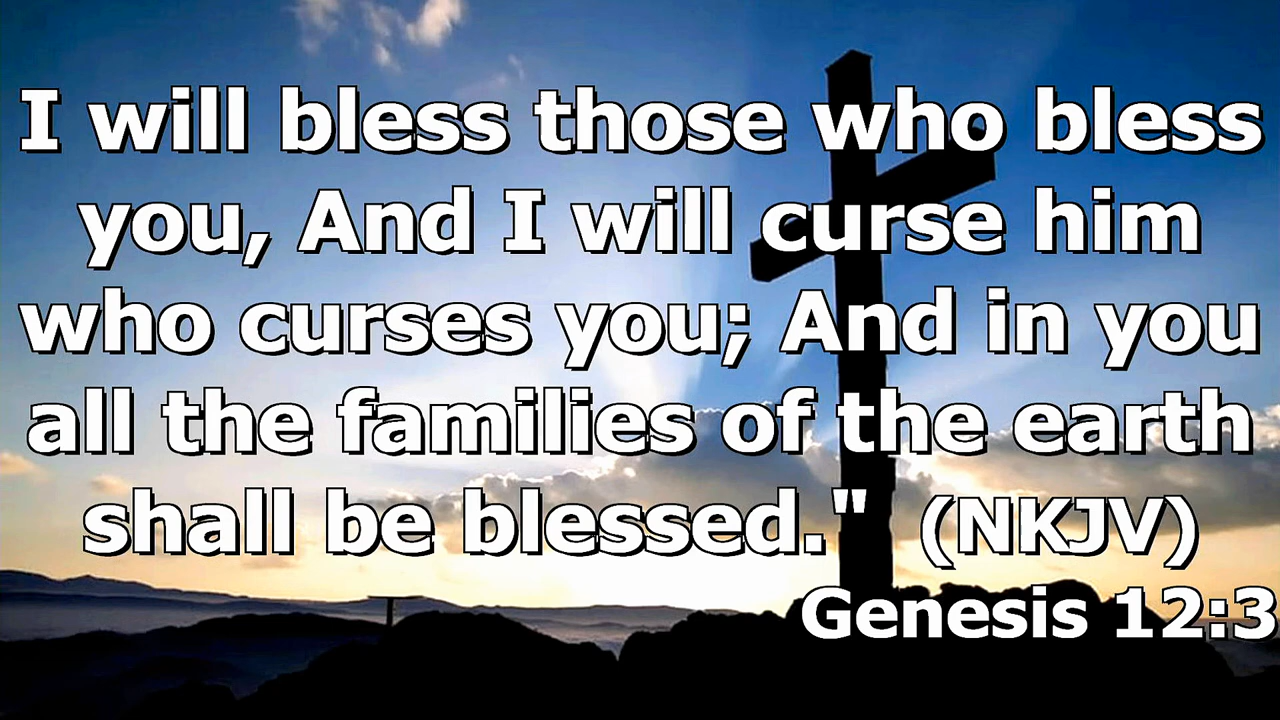 I will bless those who bless
you, And I will curse him
who curses you; And in you
all the families of the earth
shall be blessed." (NKJV)
Genesis 12:3